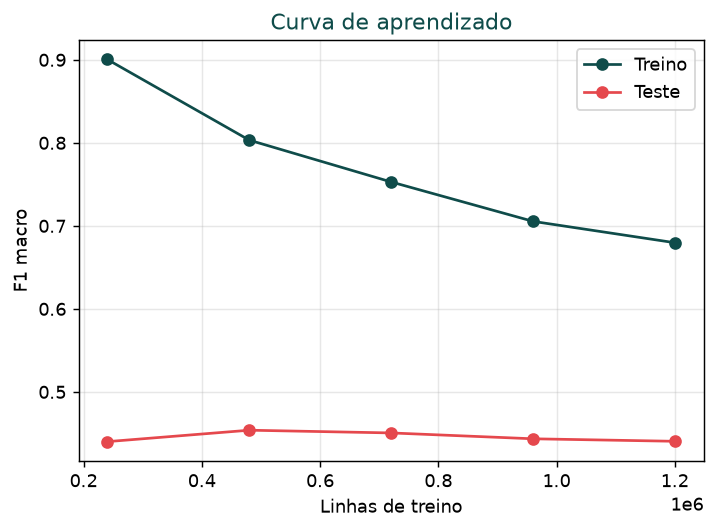 Curva de aprendizado
Treino
Teste
F1 macro
0.9
0.8
0.7
0.6
0.5
0.2
0.4
0.6
0.8
1.0
1.2
1e6
Linhas de treino